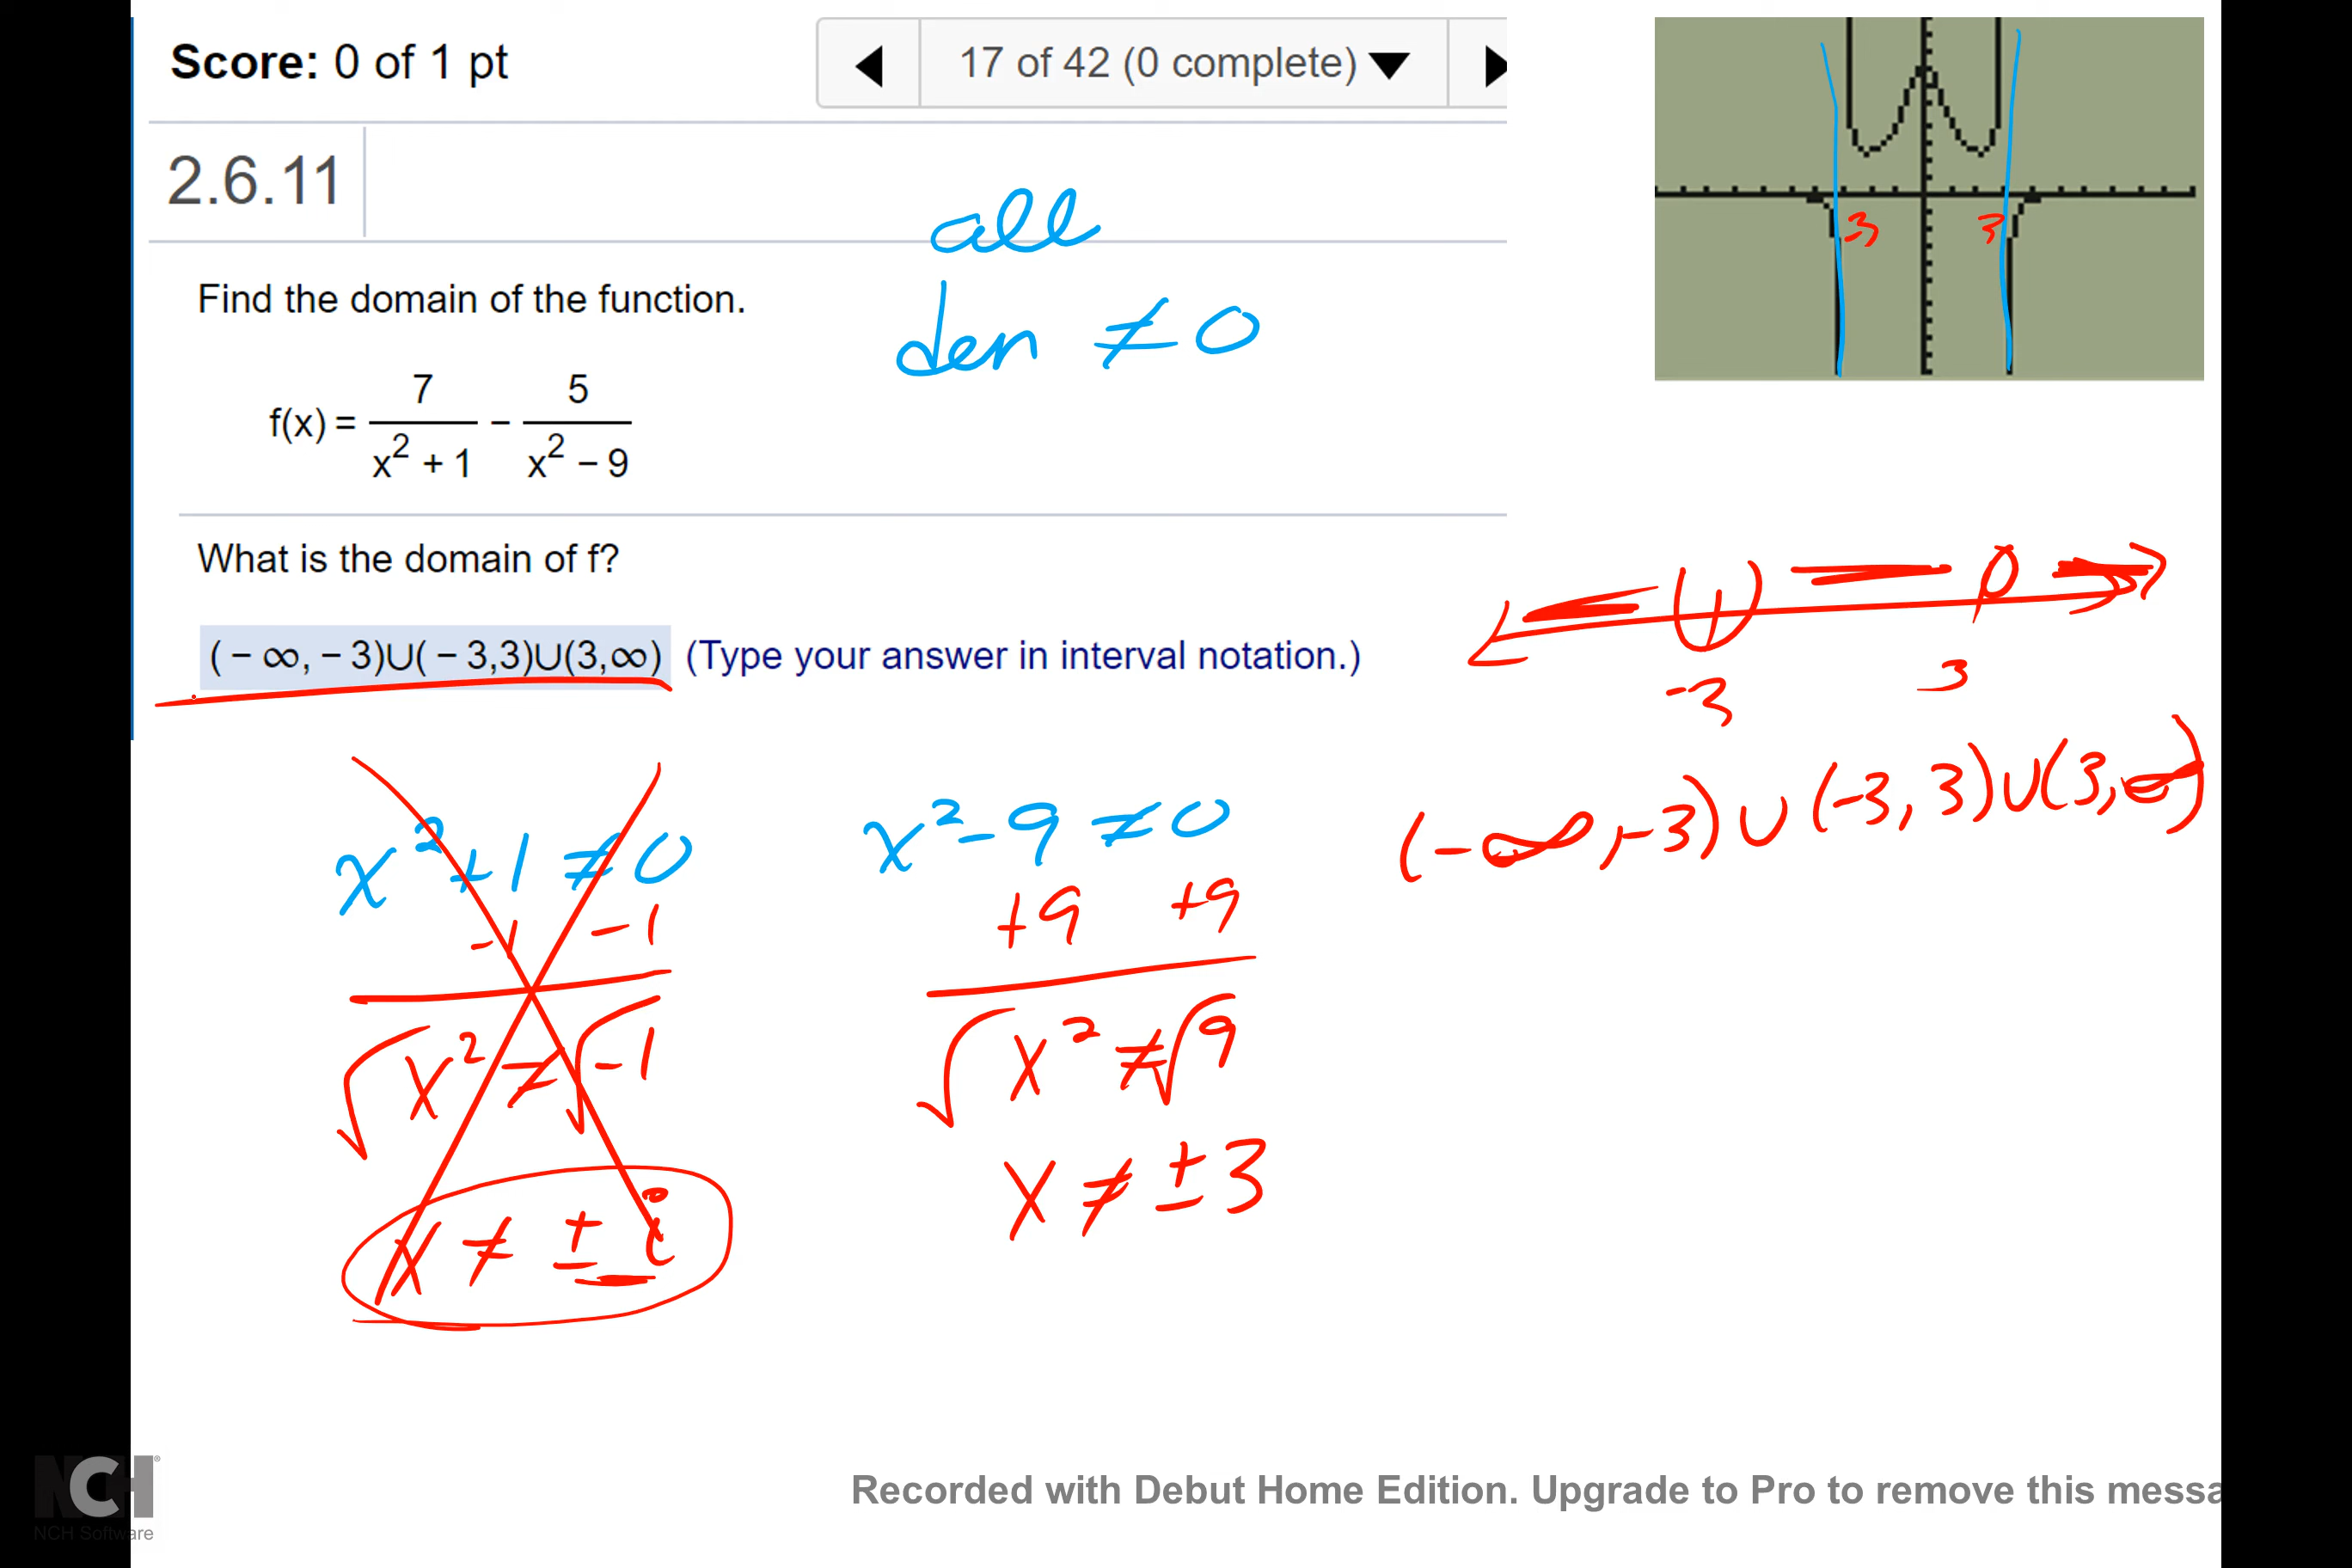 Score: 0 of 1 pt
17 of 42 (0 complete)
2.6.11
all
den ≠ 0
Find the domain of the function.
f(x) = 7/(x² + 1) − 5/(x² − 9)
What is the domain of f?
(−∞, −3)∪(−3,3)∪(3,∞) (Type your answer in interval notation.)
x² + 1 ≠ 0
−1 −1
√x² ≠ √−1
x ≠ ± i
x² − 9 ≠ 0
+9 +9
√x² ≠ √9
x ≠ ±3
-3 3
-3 3
(−∞, −3) ∪ (−3, 3) ∪ (3, ∞)
NCH®
NCH Software
Recorded with Debut Home Edition. Upgrade to Pro to remove this messa